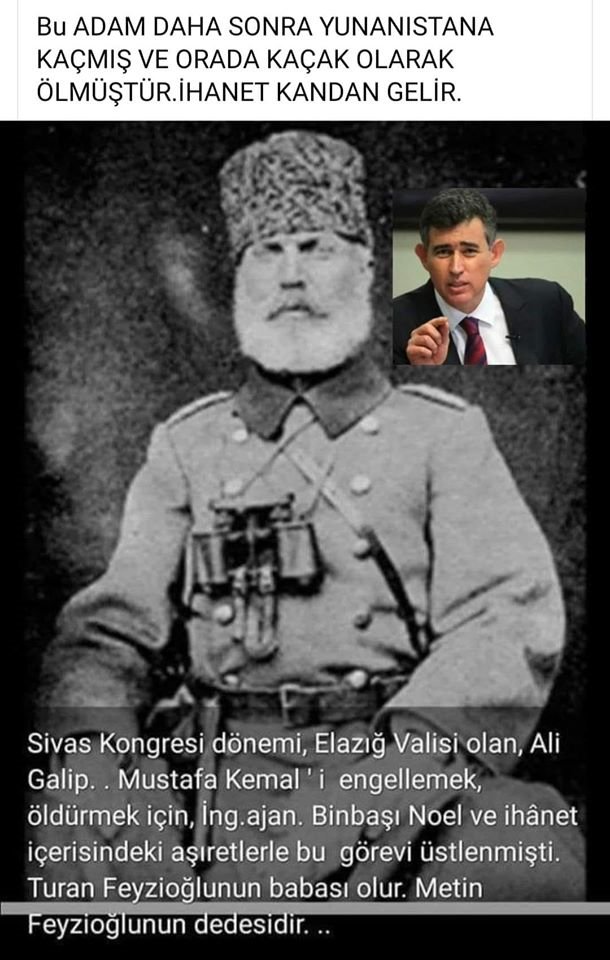 Bu ADAM DAHA SONRA YUNANISTANA
KAÇMIŞ VE ORADA KAÇAK OLARAK
ÖLMÜŞTÜR.İHANET KANDAN GELİR.
Sivas Kongresi dönemi, Elazığ Valisi olan, Ali
Galip. . Mustafa Kemal ' i engellemek,
öldürmek için, İng.ajan. Binbaşı Noel ve ihânet
içerisindeki aşıretlerle bu görevi üstlenmişti.
Turan Feyzioğlunun babası olur. Metin
Feyzioğlunun dedesidir. ..